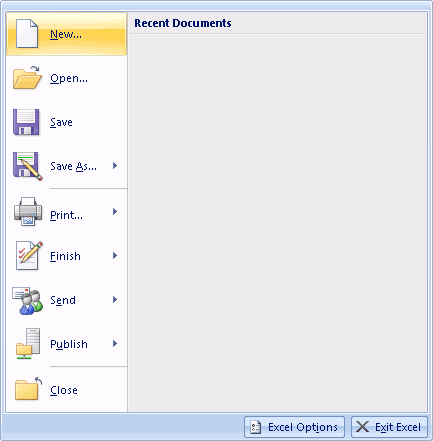 New...
Recent Documents
Open...
Save
Save As...
Print...
Finish
Send
Publish
Close
Excel Options
Exit Excel